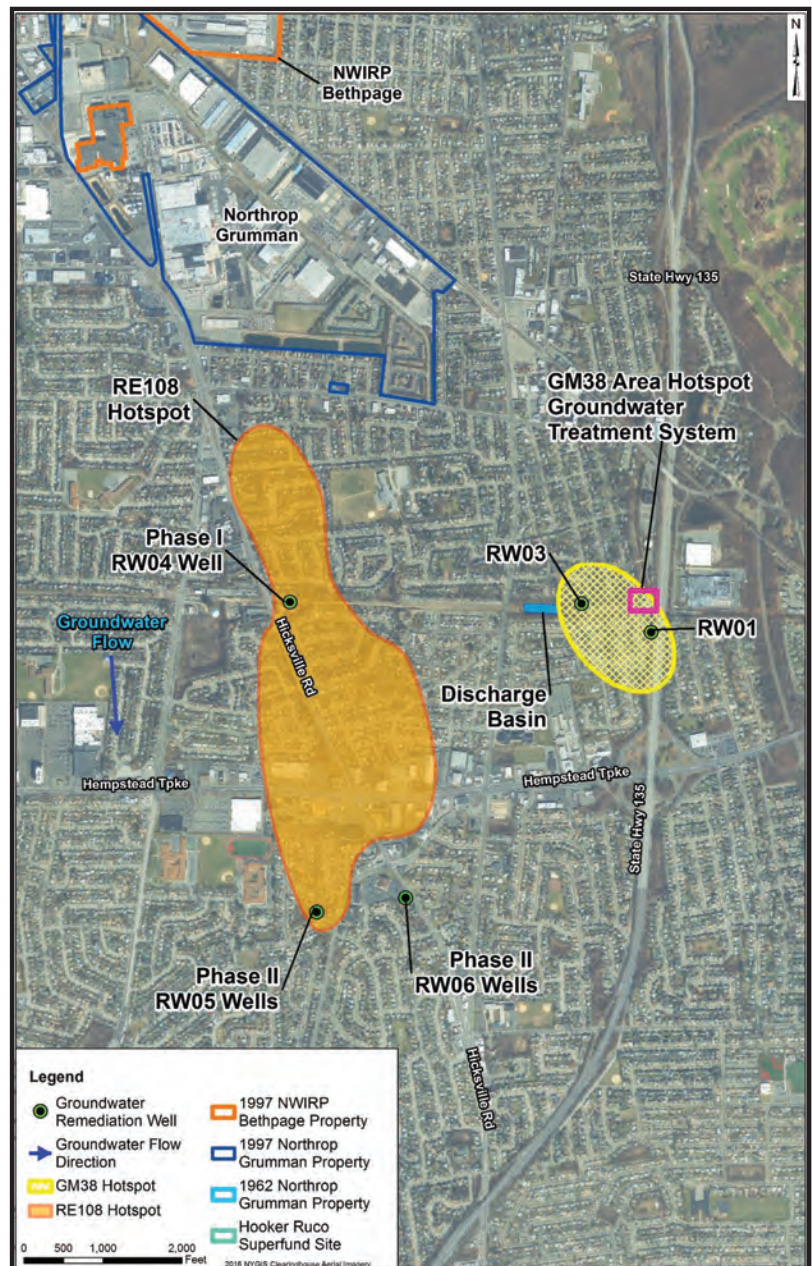 N
NWIRP
Bethpage
Northrop
Grumman
State Hwy 135
RE108
Hotspot
GM38 Area Hotspot
Groundwater
Treatment System
Phase I
RW04 Well
RW03
Groundwater
Flow
Hicksville Rd
RW01
Discharge
Basin
Hempstead Tpke
Hempstead Tpke
State Hwy 135
Phase II
RW05 Wells
Phase II
RW06 Wells
Hicksville Rd
Legend
Groundwater
Remediation Well
Groundwater Flow
Direction
GM38 Hotspot
RE108 Hotspot
1997 NWIRP
Bethpage Property
1997 Northrop
Grumman Property
1962 Northrop
Grumman Property
Hooker Ruco
Superfund Site
0 500 1,000 2,000
Feet
2016 NYGIS Clearinghouse Aerial Imagery